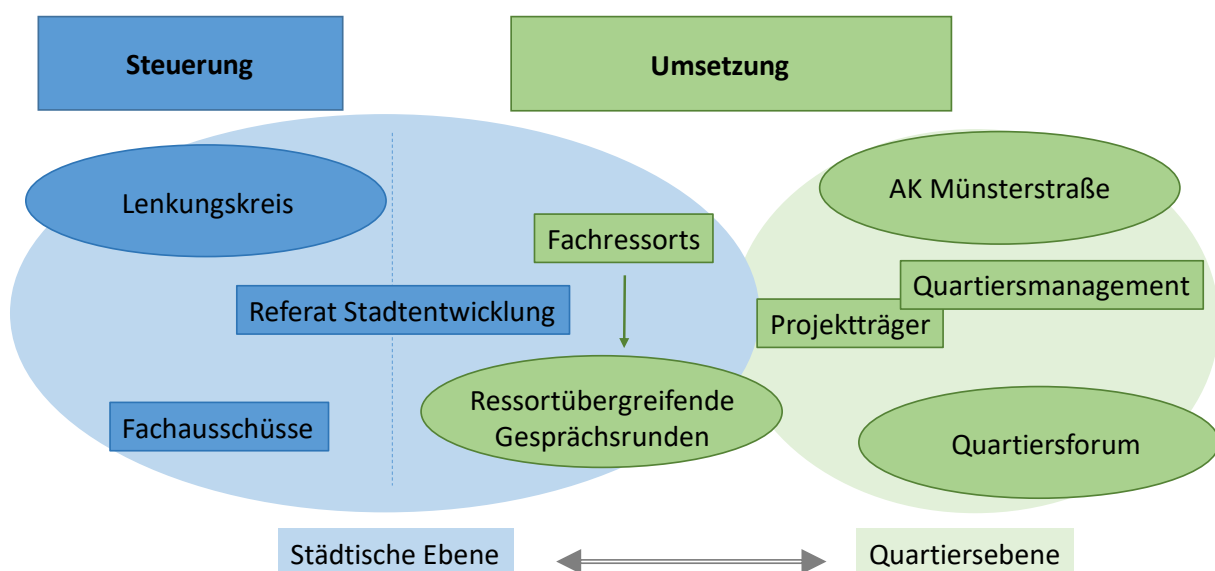 Steuerung
Umsetzung
Lenkungskreis
AK Münsterstraße
Fachressorts
Quartiersmanagement
Referat Stadtentwicklung
Projektträger
Ressortübergreifende
Gesprächsrunden
Fachausschüsse
Quartiersforum
Städtische Ebene
Quartiersebene